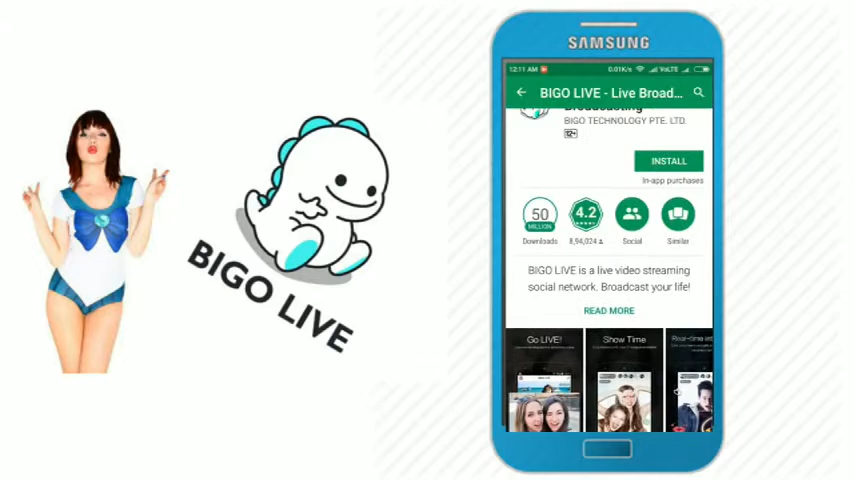 BIGO LIVE
SAMSUNG
12:11 AM 0.01K/s VoLTE
BIGO LIVE - Live Broad...
Broadcasting
BIGO TECHNOLOGY PTE. LTD.
12+
INSTALL
In-app purchases
50 4.2
MILLION
Downloads 8,94,024 Social Similar
BIGO LIVE is a live video streaming
social network. Broadcast your life!
READ MORE
Go LIVE! Show Time